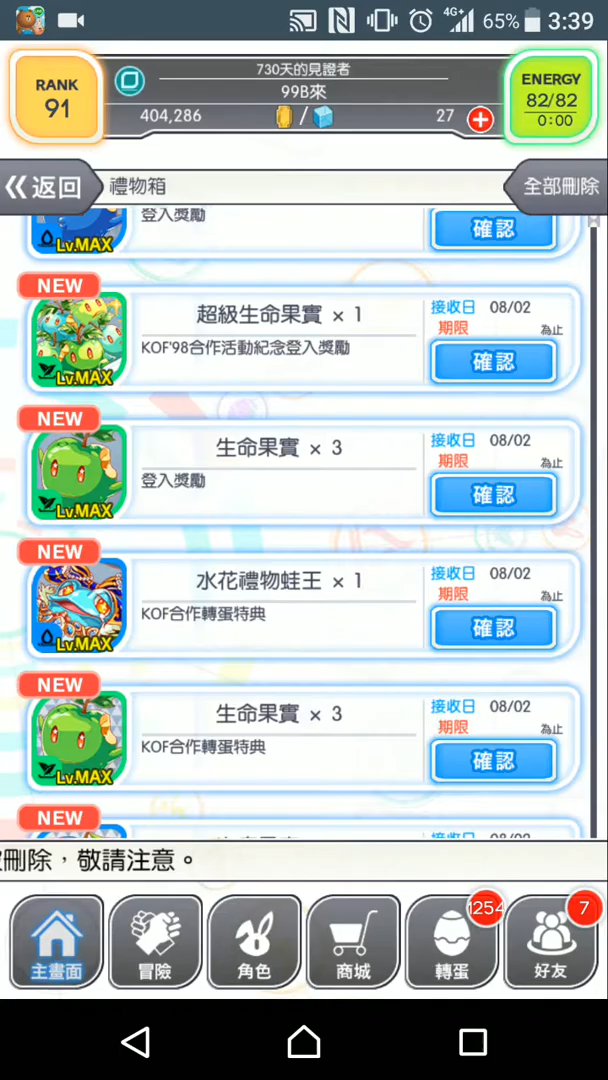 4G+
65%
3:39
RANK
91
730天的見證者
99B來
404,286
/
27
ENERGY
82/82
0:00
返回
禮物箱
全部刪除
登入獎勵
Lv.MAX
確認
NEW
超級生命果實 × 1
接收日 08/02
KOF'98合作活動紀念登入獎勵
期限 為止
Lv.MAX
確認
NEW
生命果實 × 3
接收日 08/02
登入獎勵
期限 為止
Lv.MAX
確認
NEW
水花禮物蛙王 × 1
接收日 08/02
KOF合作轉蛋特典
期限 為止
Lv.MAX
確認
NEW
生命果實 × 3
接收日 08/02
KOF合作轉蛋特典
期限 為止
Lv.MAX
確認
NEW
刪除，敬請注意。
1254
7
主畫面
冒險
角色
商城
轉蛋
好友